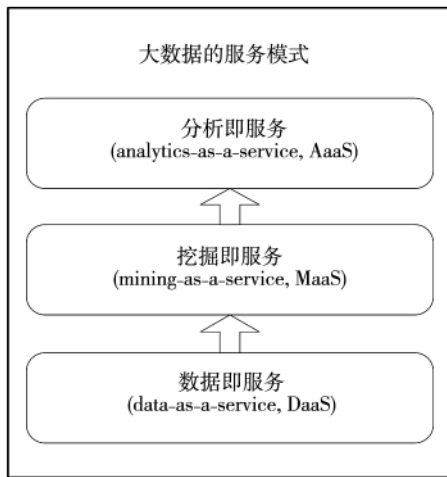 大数据的服务模式
分析即服务
(analytics-as-a-service, AaaS)
挖掘即服务
(mining-as-a-service, MaaS)
数据即服务
(data-as-a-service, DaaS)